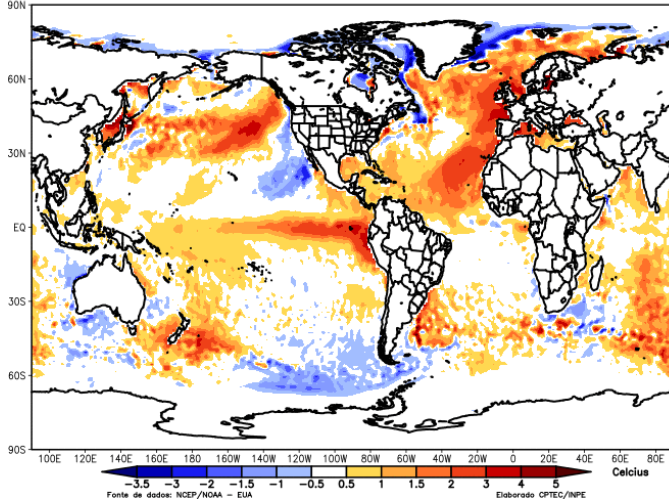 90N
60N
30N
EQ
30S
60S
90S
100E 120E 140E 160E 180 160W 140W 120W 100W 80W 60W 40W 20W 0 20E 40E 60E 80E
-3.5 -3 -2.5 -2 -1.5 -1 -0.5 0.5 1 1.5 2 3 4 5 Celcius
Fonte de dados: NCEP/NOAA - EUA Elaborado CPTEC/INPE